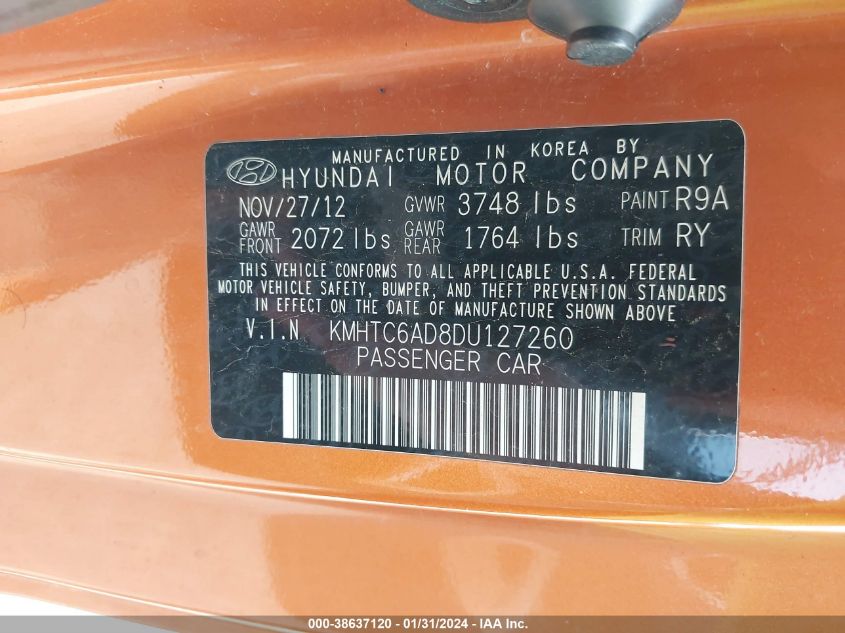 MANUFACTURED IN KOREA BY
HYUNDAI MOTOR COMPANY
NOV/27/12 GVWR 3748 lbs PAINT R9A
GAWR FRONT 2072 lbs GAWR REAR 1764 lbs TRIM RY
THIS VEHICLE CONFORMS TO ALL APPLICABLE U.S.A. FEDERAL
MOTOR VEHICLE SAFETY, BUMPER, AND THEFT PREVENTION STANDARDS
IN EFFECT ON THE DATE OF MANUFACTURE SHOWN ABOVE
V.I.N KMHTC6AD8DU127260
PASSENGER CAR
000-38637120 - 01/31/2024 - IAA Inc.